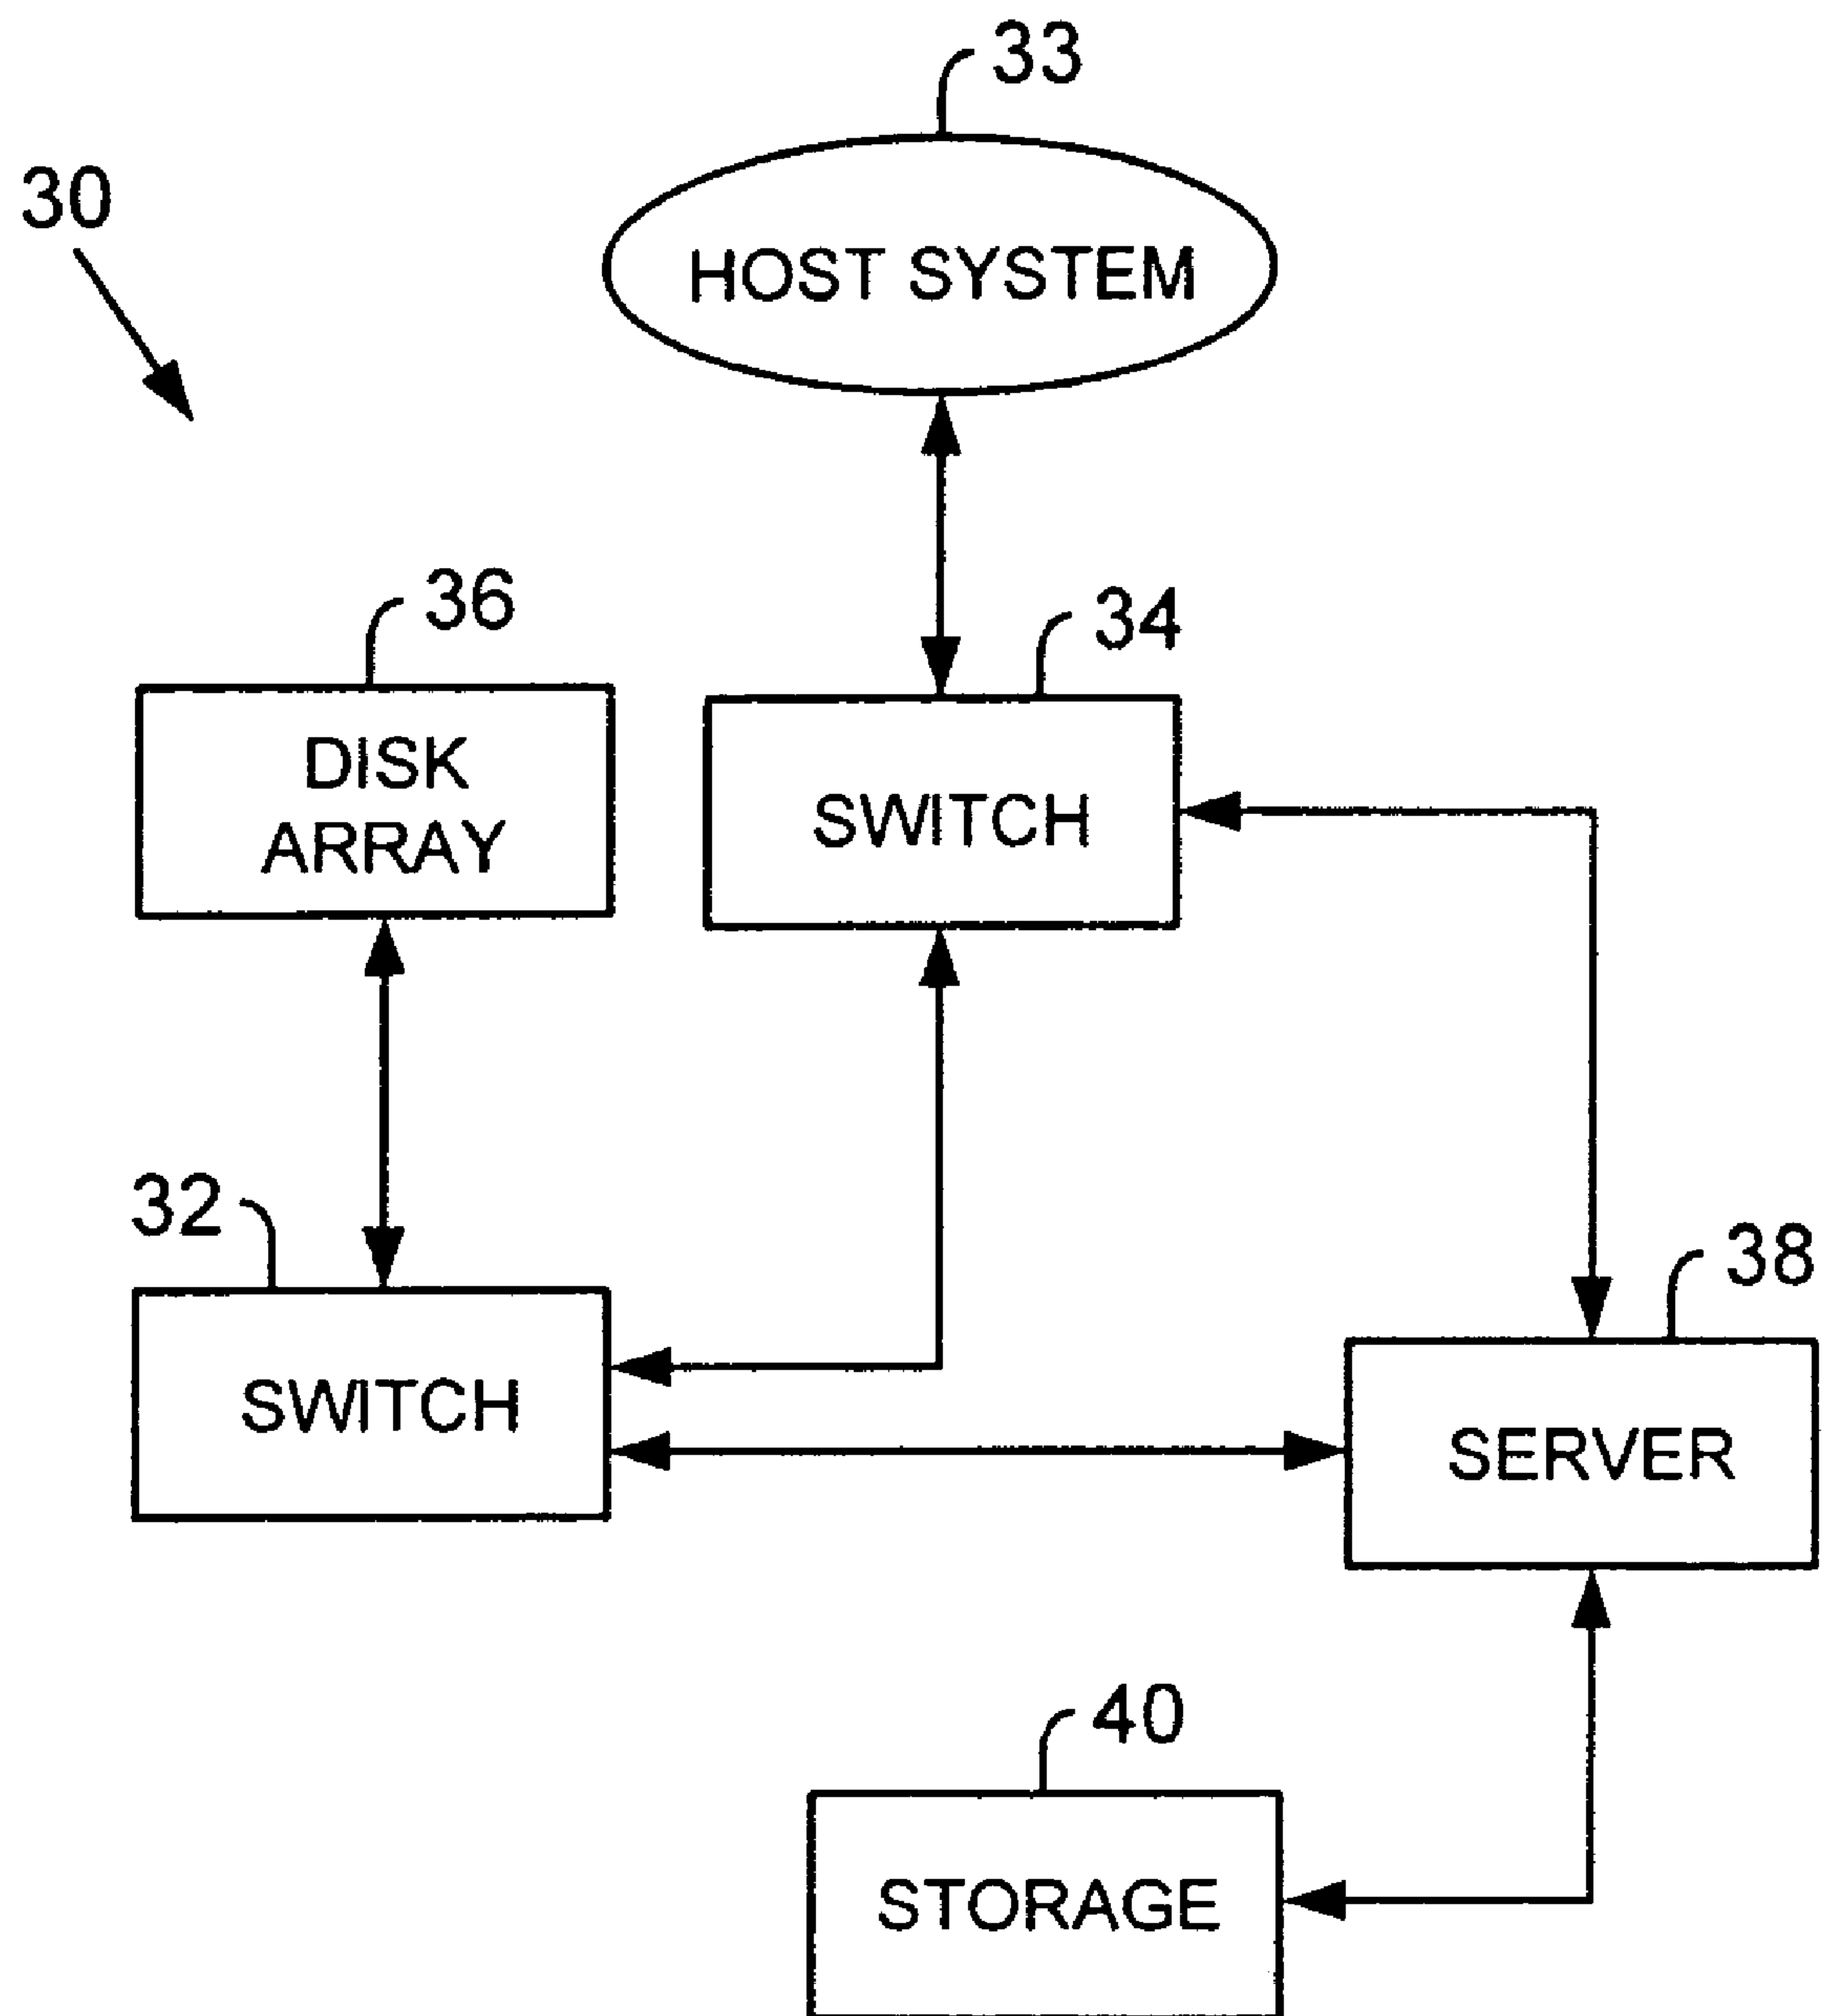 33
30
HOST SYSTEM
36
34
DISK
ARRAY
SWITCH
32
38
SWITCH
SERVER
40
STORAGE